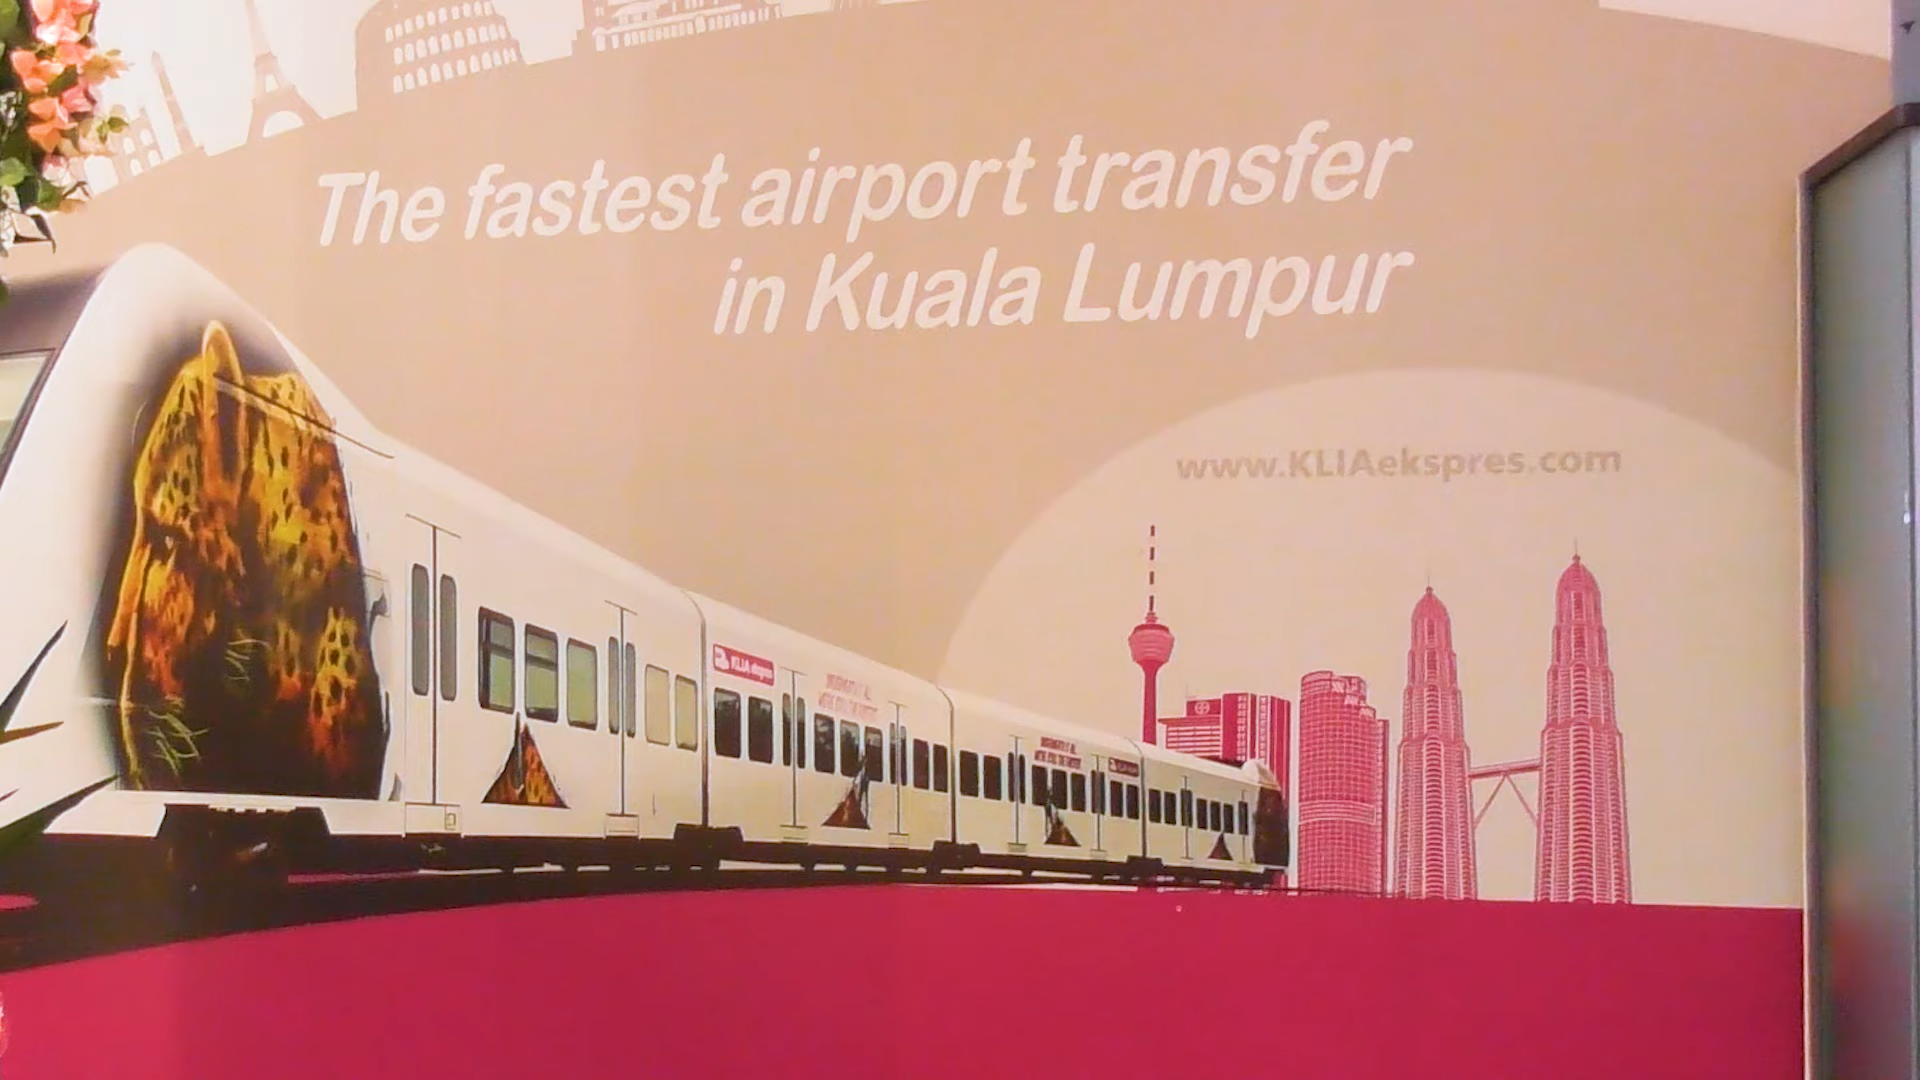 The fastest airport transfer
in Kuala Lumpur
www.KLIAekspres.com
KLIA ekspres